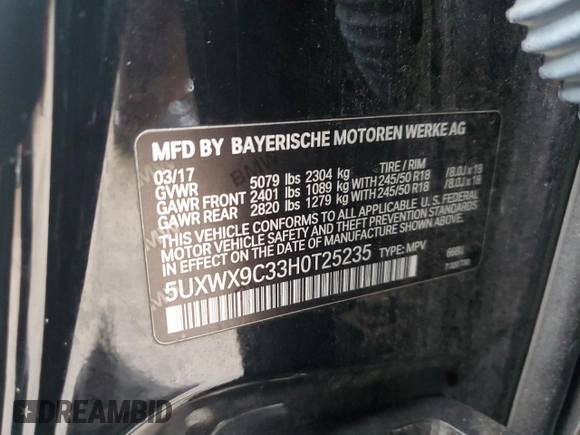 MFD BY BAYERISCHE MOTOREN WERKE AG
03/17
TIRE / RIM
GVWR 5079 lbs 2304 kg
GAWR FRONT 2401 lbs 1089 kg WITH 245/50 R18 /8.0J x 18
GAWR REAR 2820 lbs 1279 kg WITH 245/50 R18 /8.0J x 18
THIS VEHICLE CONFORMS TO ALL APPLICABLE U. S. FEDERAL
MOTOR VEHICLE SAFETY AND THEFT PREVENTION STANDARDS
IN EFFECT ON THE DATE OF MANUFACTURE SHOWN ABOVE.
5UXWX9C33H0T25235 TYPE: MPV
DREAMBID